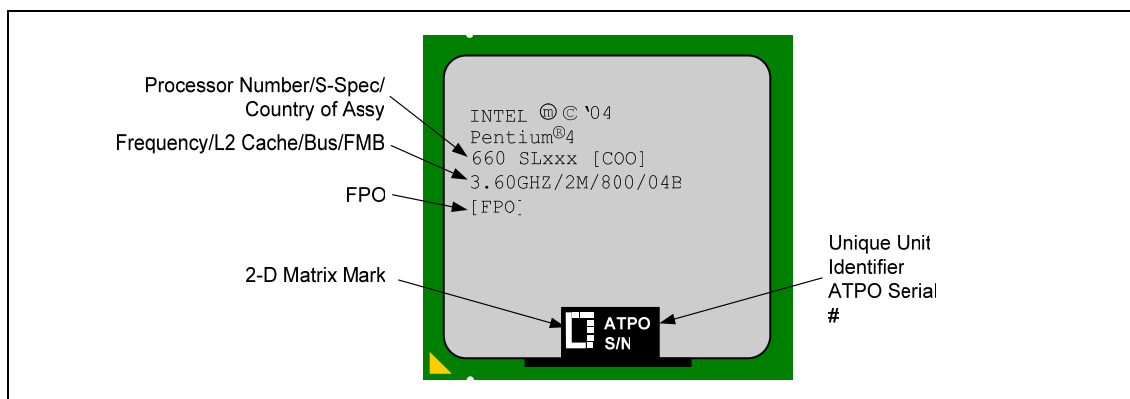 Processor Number/S-Spec/
Country of Assy
Frequency/L2 Cache/Bus/FMB
FPO
2-D Matrix Mark
INTEL ⓜ © '04
Pentium®4
660 SLxxx [COO]
3.60GHZ/2M/800/04B
[FPO]
ATPO
S/N
Unique Unit
Identifier
ATPO Serial
#